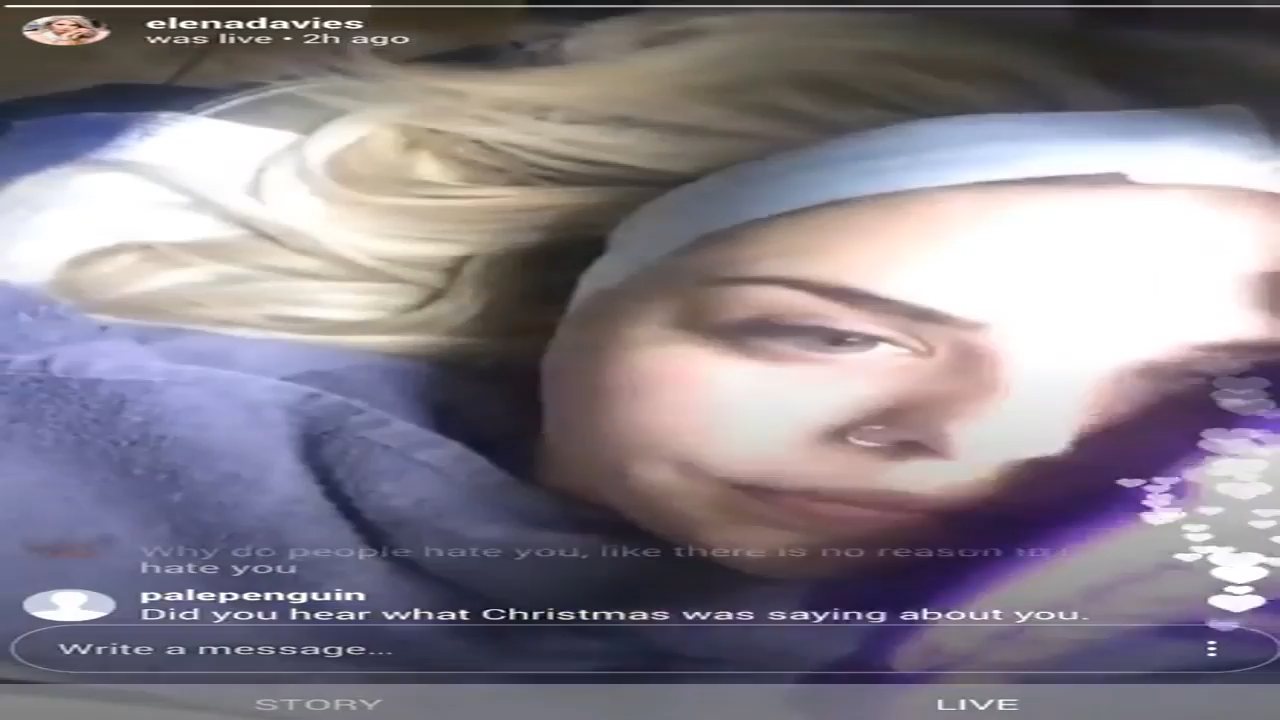 elenadavies
was live • 2h ago
Why do people hate you, like there is no reason to
hate you
palepenguin
Did you hear what Christmas was saying about you.
Write a message...
STORY
LIVE